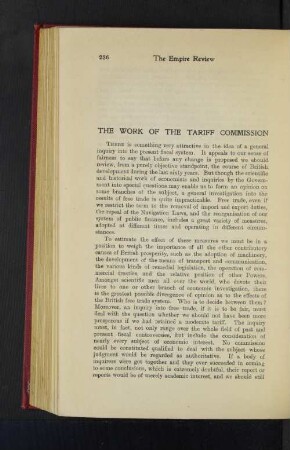 226 The Empire Review
THE WORK OF THE TARIFF COMMISSION
There is something very attractive in the idea of a general
inquiry into the present fiscal system. It appeals to our sense of
fairness to say that before any change is proposed we should
review, from a purely objective standpoint, the course of British
development during the last sixty years. But though the scientific
and historical work of economists and inquiries by the Govern-
ment into special questions may enable us to form an opinion on
some branches of the subject, a general investigation into the
results of free trade is quite impracticable. Free trade, even if
we restrict the term to the removal of import and export duties,
the repeal of the Navigation Laws, and the reorganisation of our
system of public finance, includes a great variety of measures,
adopted at different times and operating in different circum-
stances.
To estimate the effect of these measures we must be in a
position to weigh the importance of all the other contributory
causes of British prosperity, such as the adoption of machinery,
the development of the means of transport and communication,
the various kinds of remedial legislation, the operation of com-
mercial treaties, and the relative position of other Powers.
Amongst scientific men all over the world, who devote their
lives to one or other branch of economic investigation, there
is the greatest possible divergence of opinion as to the effects of
the British free trade system. Who is to decide between them?
Moreover, an inquiry into free trade, if it is to be fair, must
deal with the question whether we should not have been more
prosperous if we had retained a moderate tariff. The inquiry
must, in fact, not only range over the whole field of past and
present fiscal controversies, but include the consideration of
nearly every subject of economic interest. No commission
could be constituted qualified to deal with the subject whose
judgment would be regarded as authoritative. If a body of
inquirers were got together and they ever succeeded in coming
to some conclusions, which is extremely doubtful, their report or
reports would be of merely academic interest, and we should still